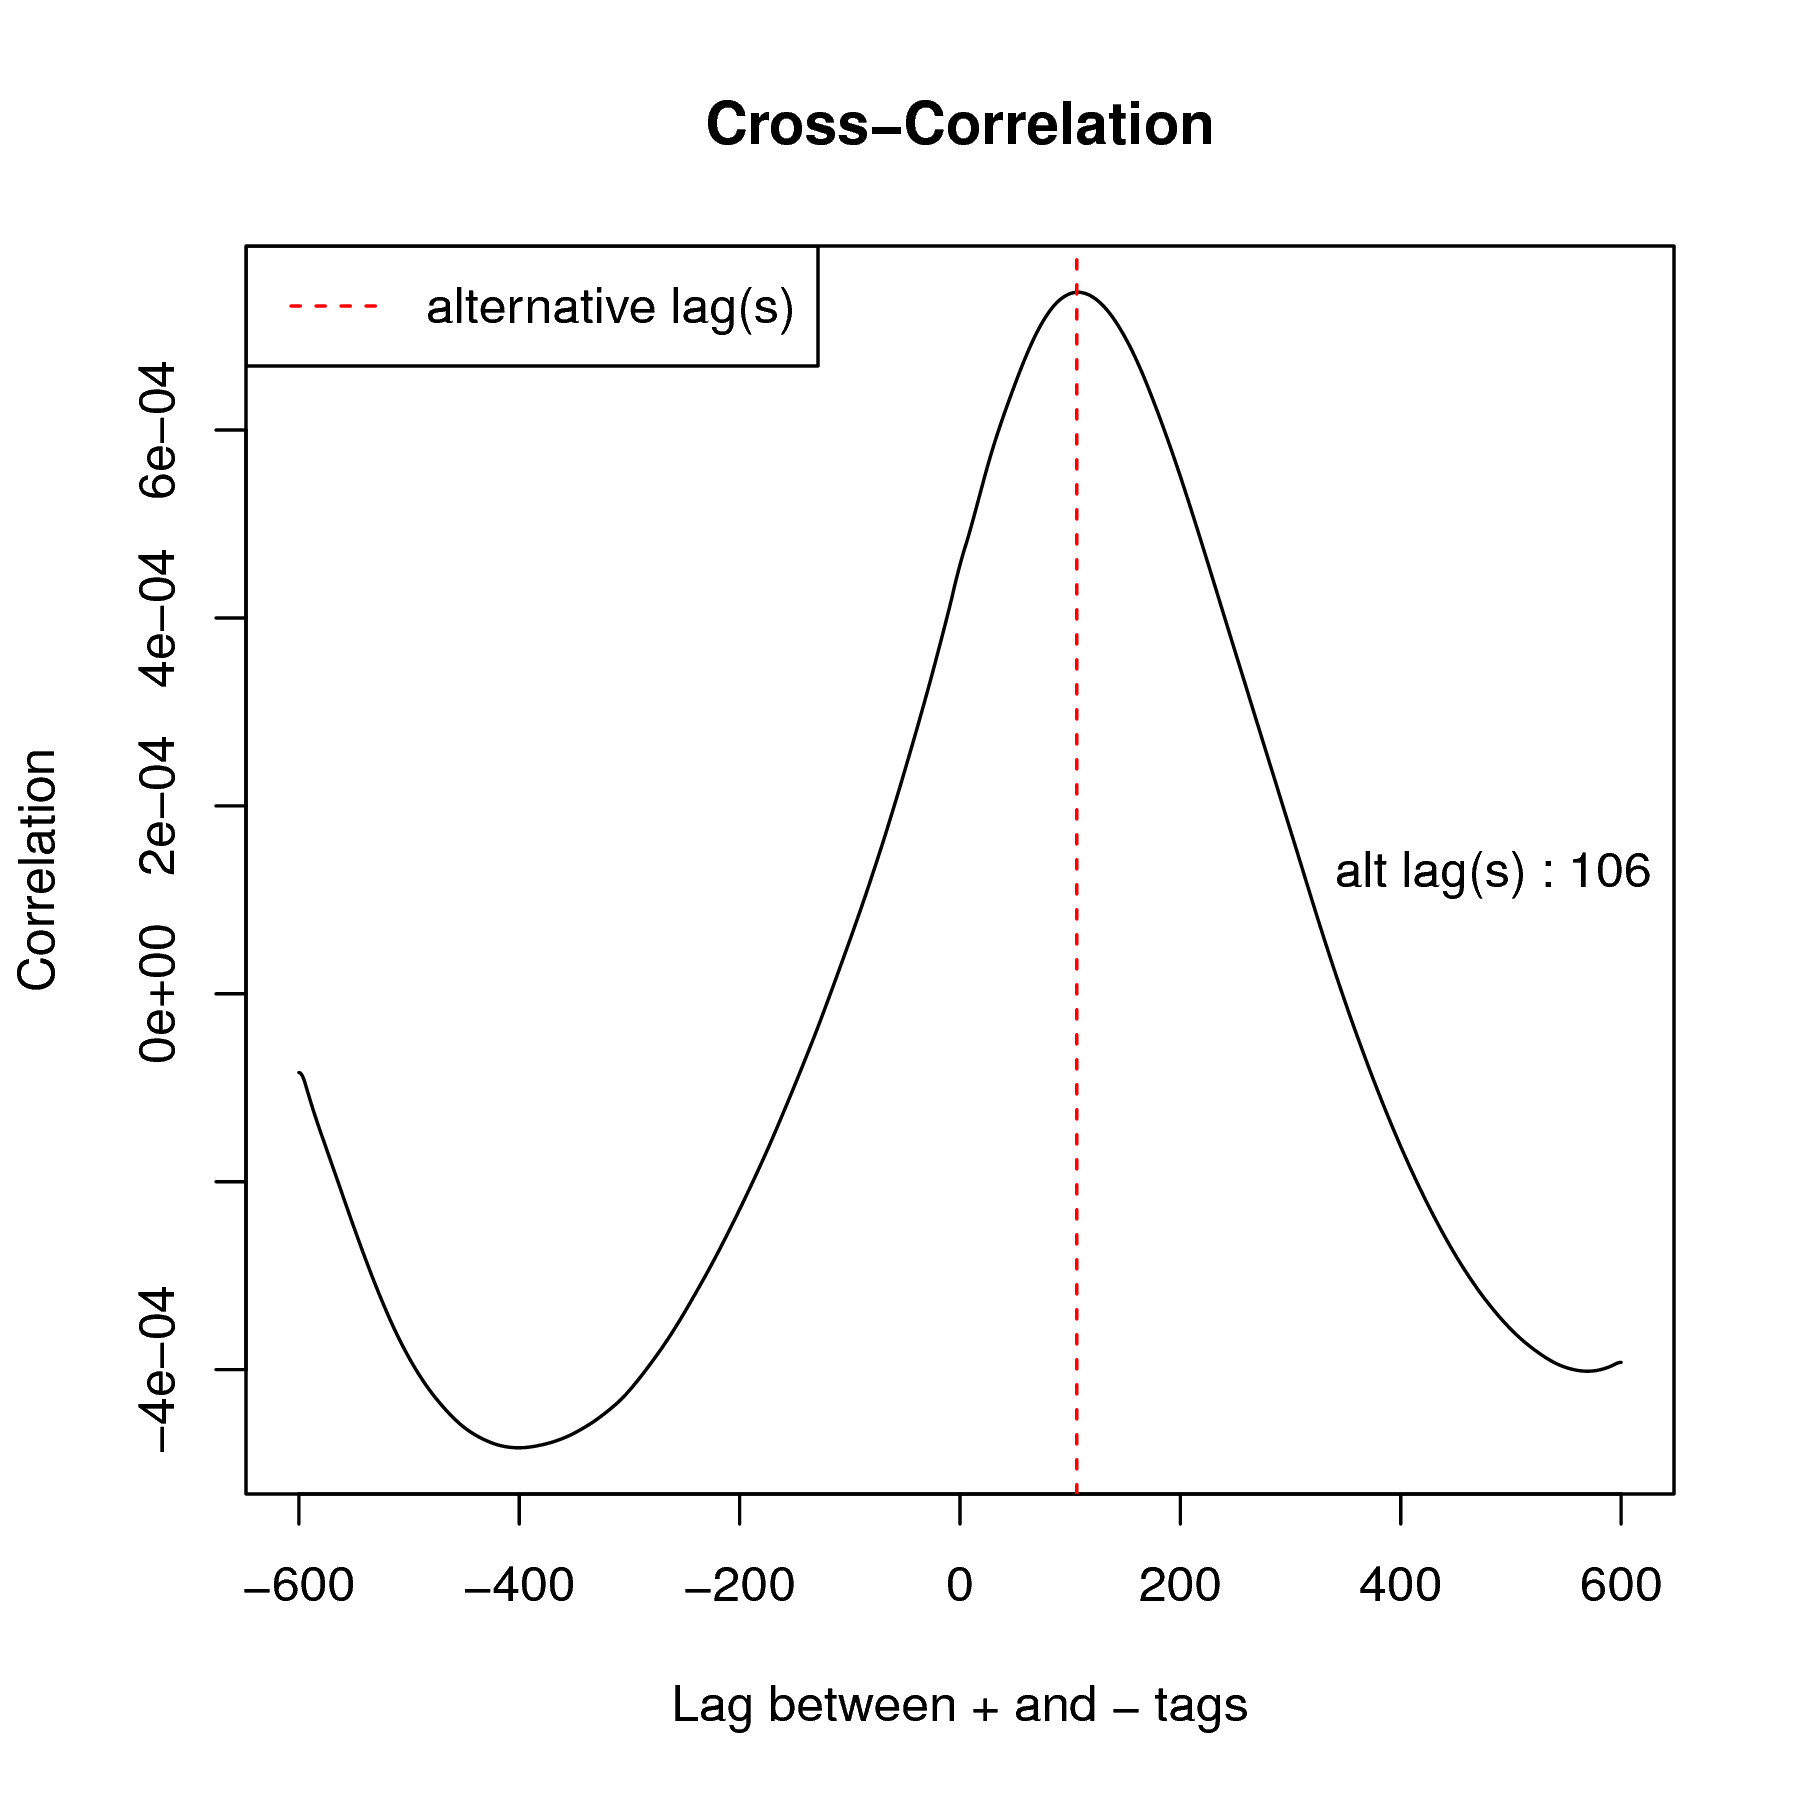 Cross−Correlation
alternative lag(s)
6e−04
4e−04
2e−04
0e+00
−4e−04
Correlation
alt lag(s) : 106
−600 −400 −200 0 200 400 600
Lag between + and − tags